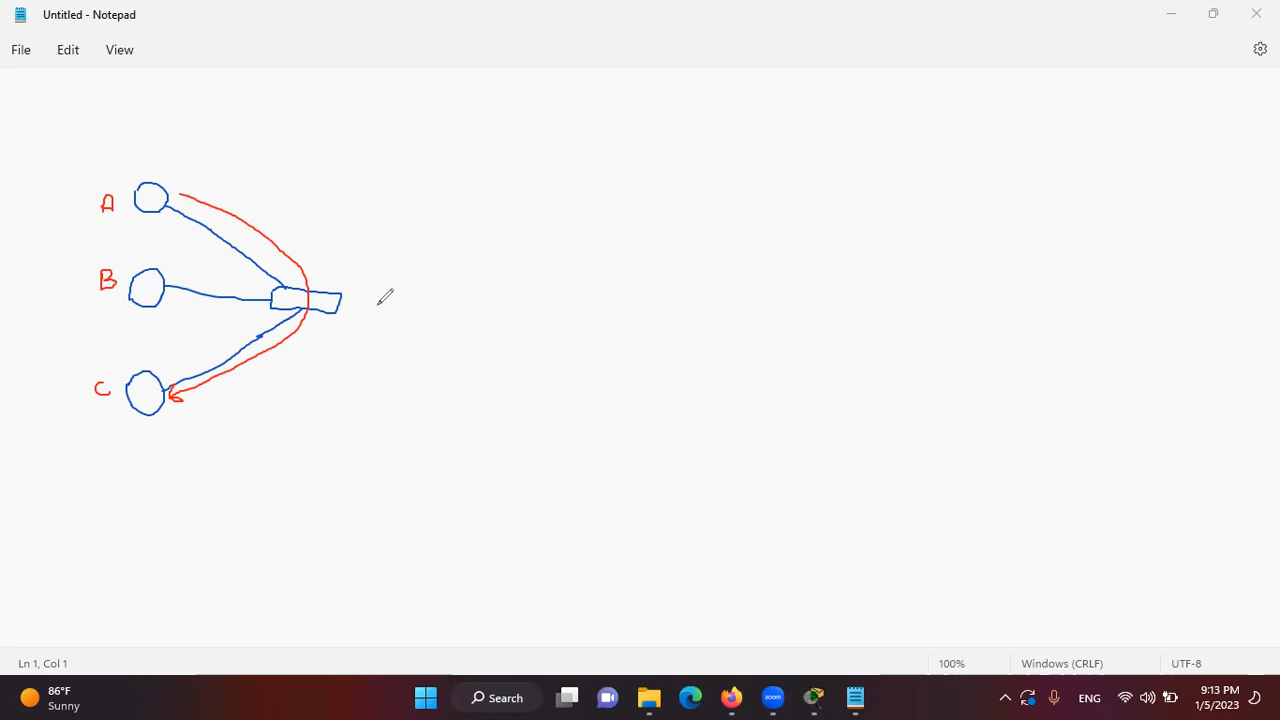 Untitled - Notepad
File Edit View
A
B
C
Ln 1, Col 1 100% Windows (CRLF) UTF-8
86°F
Sunny
Search
zoom
ENG
9:13 PM
1/5/2023